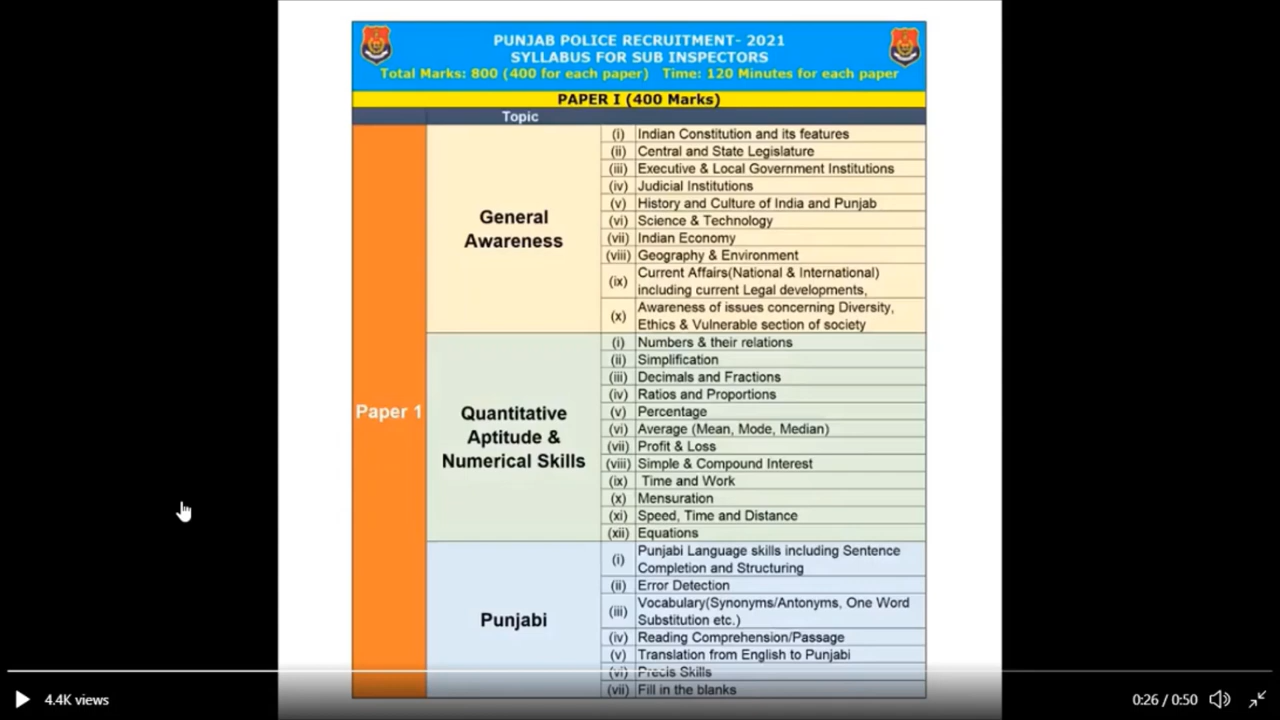 PUNJAB POLICE RECRUITMENT- 2021
SYLLABUS FOR SUB INSPECTORS
Total Marks: 800 (400 for each paper) Time: 120 Minutes for each paper
PAPER I (400 Marks)
Topic
Paper 1
General
Awareness
(i) Indian Constitution and its features
(ii) Central and State Legislature
(iii) Executive & Local Government Institutions
(iv) Judicial Institutions
(v) History and Culture of India and Punjab
(vi) Science & Technology
(vii) Indian Economy
(viii) Geography & Environment
(ix) Current Affairs(National & International)
including current Legal developments,
(x) Awareness of issues concerning Diversity,
Ethics & Vulnerable section of society
Quantitative
Aptitude &
Numerical Skills
(i) Numbers & their relations
(ii) Simplification
(iii) Decimals and Fractions
(iv) Ratios and Proportions
(v) Percentage
(vi) Average (Mean, Mode, Median)
(vii) Profit & Loss
(viii) Simple & Compound Interest
(ix) Time and Work
(x) Mensuration
(xi) Speed, Time and Distance
(xii) Equations
Punjabi
(i) Punjabi Language skills including Sentence
Completion and Structuring
(ii) Error Detection
(iii) Vocabulary(Synonyms/Antonyms, One Word
Substitution etc.)
(iv) Reading Comprehension/Passage
(v) Translation from English to Punjabi
(vi) Precis Skills
(vii) Fill in the blanks
4.4K views
0:26 / 0:50